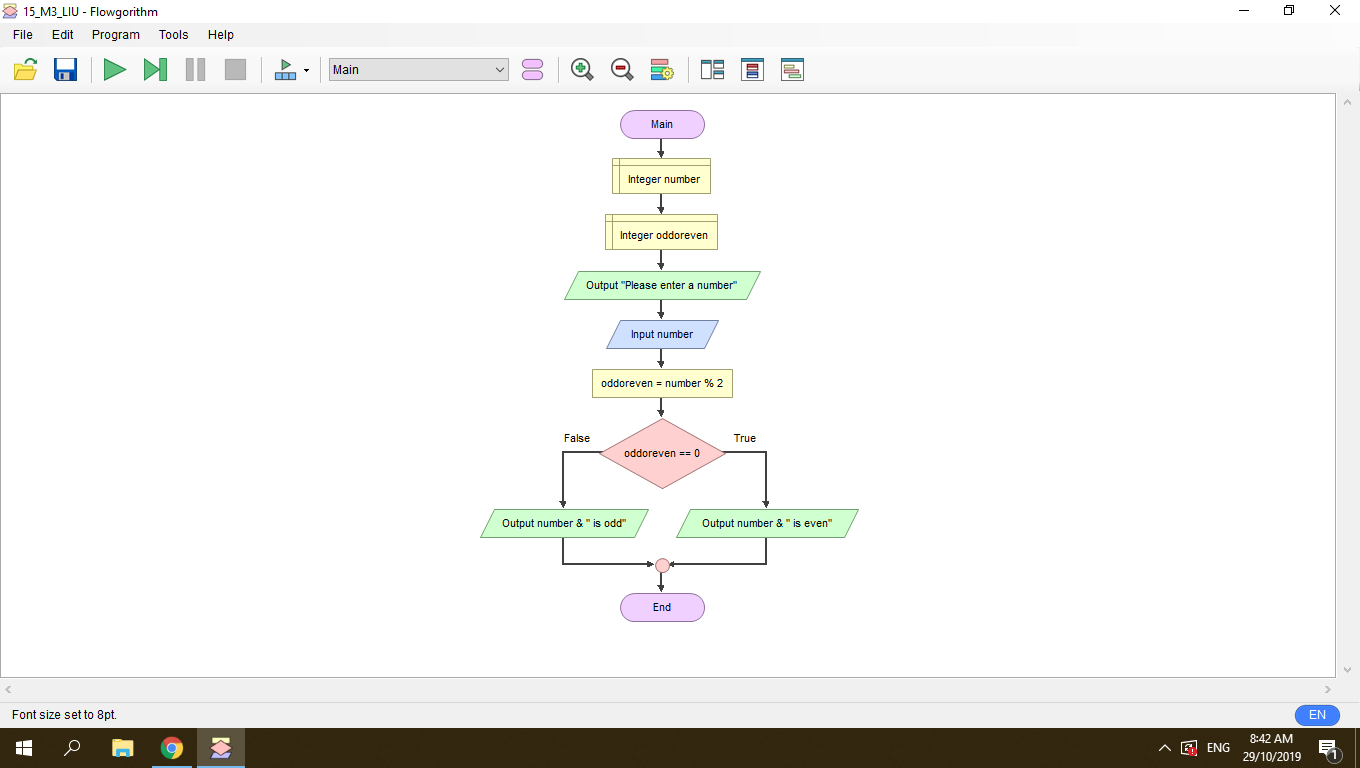 15_M3_LIU - Flowgorithm
File Edit Program Tools Help
Main
Main
Integer number
Integer oddoreven
Output "Please enter a number"
Input number
oddoreven = number % 2
False
True
oddoreven == 0
Output number & " is odd"
Output number & " is even"
End
Font size set to 8pt.
EN
ENG
8:42 AM
29/10/2019
1